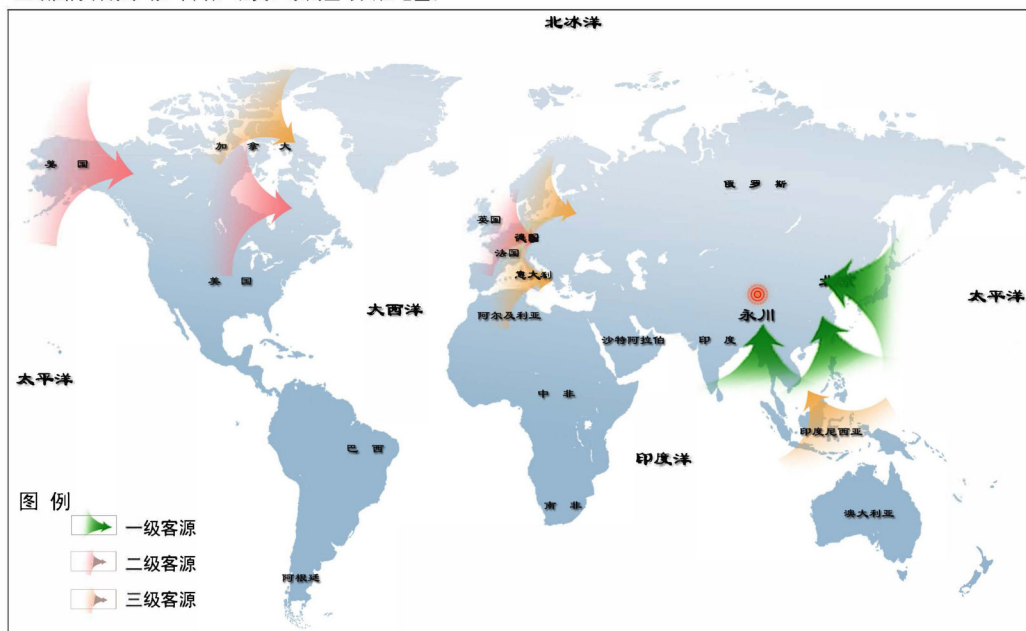 北冰洋
加 拿 大
美 国
俄 罗 斯
英国
德国
法国
意大利
美 国
太平洋
大西洋
永川
阿尔及利亚
沙特阿拉伯
印 度
太平洋
中 非
印度尼西亚
巴 西
印度洋
南 非
澳大利亚
阿根廷
图 例
一级客源
二级客源
三级客源